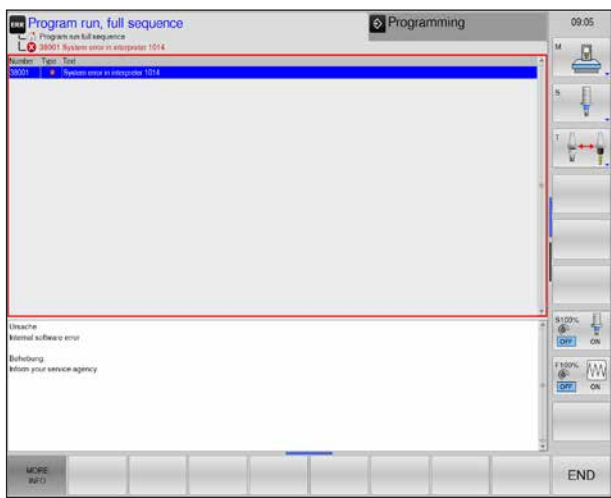 ERR Program run, full sequence
Programming
09:05
Program run full sequence
38001 System error in interpreter 1014
Number Type Text
38001 System error in interpreter 1014
M
S
T
Ursache
Internal software error
Behebung
Inform your service agency
S100%
OFF ON
F100%
OFF ON
MORE
INFO
END